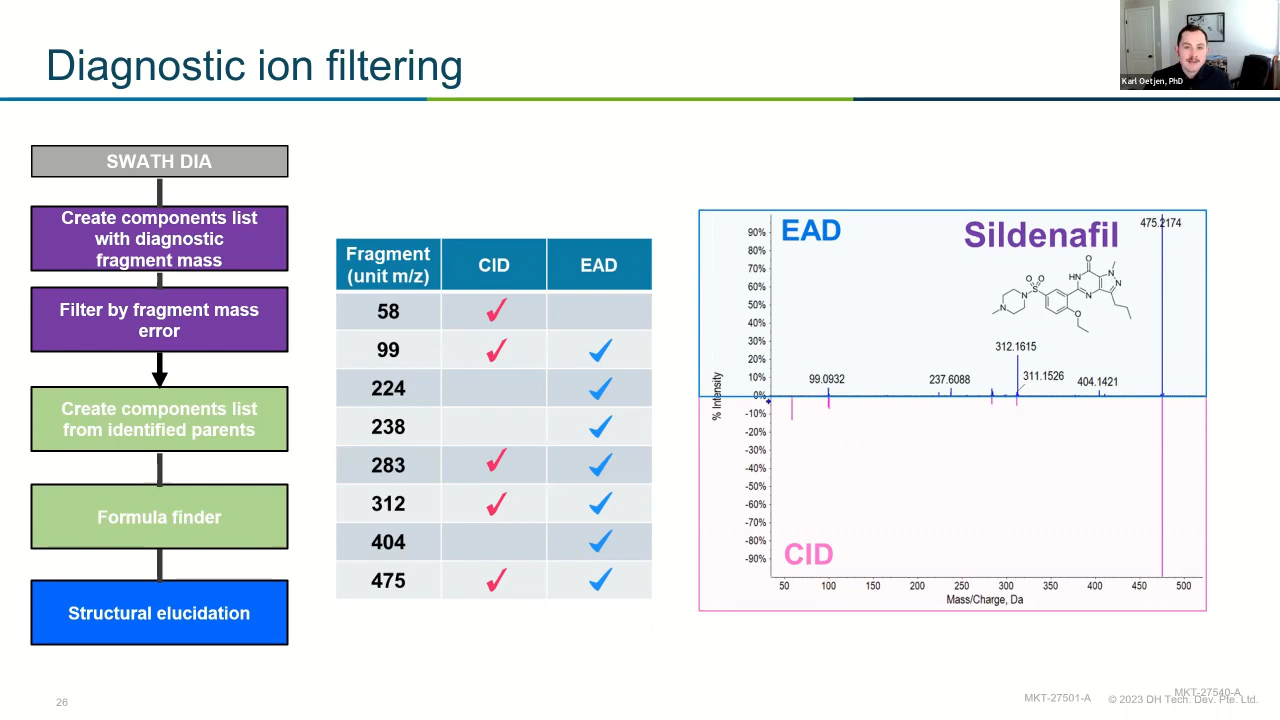 Diagnostic ion filtering
Karl Oetjen, PhD
SWATH DIA
Create components list
with diagnostic
fragment mass
Filter by fragment mass
error
Create components list
from identified parents
Formula finder
Structural elucidation
Fragment
(unit m/z)
CID
EAD
58 ✓
99 ✓ ✓
224 ✓
238 ✓
283 ✓ ✓
312 ✓ ✓
404 ✓
475 ✓ ✓
EAD
Sildenafil
475.2174
312.1615
311.1526
99.0932
237.6088
404.1421
HN
O
N
N
N
O
O
S
N
N
O
% Intensity
90%
80%
70%
60%
50%
40%
30%
20%
10%
0%
-10%
-20%
-30%
-40%
-50%
-60%
-70%
-80%
-90%
CID
50 100 150 200 250 300 350 400 450 500
Mass/Charge, Da
26
MKT-27501-A
MKT-27540-A
© 2023 DH Tech. Dev. Pte. Ltd.